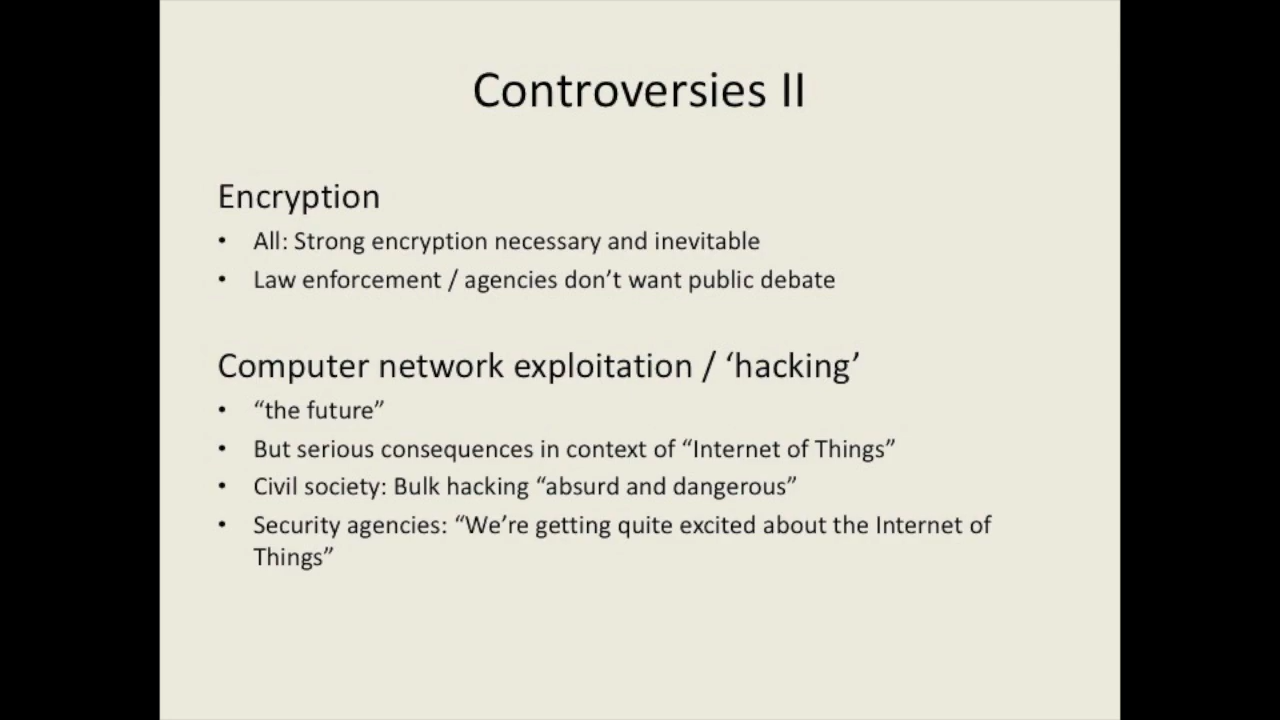 Controversies II
Encryption
• All: Strong encryption necessary and inevitable
• Law enforcement / agencies don’t want public debate
Computer network exploitation / ‘hacking’
• “the future”
• But serious consequences in context of “Internet of Things”
• Civil society: Bulk hacking “absurd and dangerous”
• Security agencies: “We’re getting quite excited about the Internet of
Things”